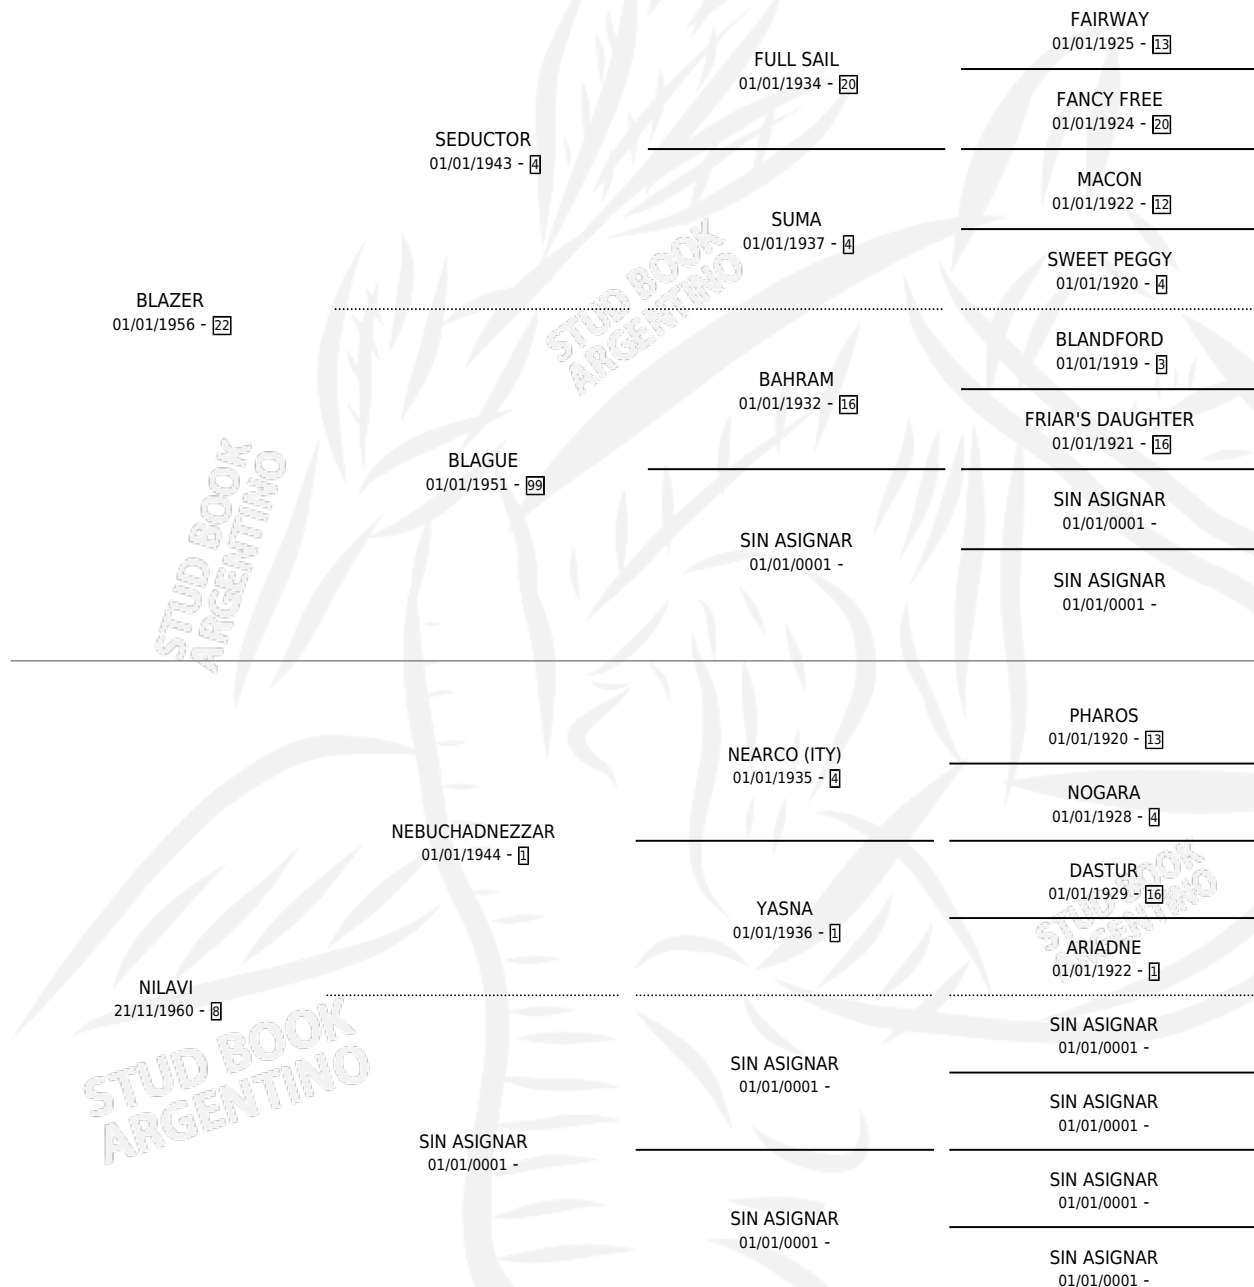 FAIRWAY
01/01/1925 - 13
FULL SAIL
01/01/1934 - 20
FANCY FREE
01/01/1924 - 20
SEDUCTOR
01/01/1943 - 4
MACON
01/01/1922 - 12
SUMA
01/01/1937 - 4
SWEET PEGGY
01/01/1920 - 4
BLAZER
01/01/1956 - 22
BLANDFORD
01/01/1919 - 3
BAHRAM
01/01/1932 - 16
FRIAR'S DAUGHTER
01/01/1921 - 16
BLAGUE
01/01/1951 - 99
SIN ASIGNAR
01/01/0001 -
SIN ASIGNAR
01/01/0001 -
SIN ASIGNAR
01/01/0001 -
PHAROS
01/01/1920 - 13
NEARCO (ITY)
01/01/1935 - 4
NOGARA
01/01/1928 - 4
NEBUCHADNEZZAR
01/01/1944 - 1
DASTUR
01/01/1929 - 16
YASNA
01/01/1936 - 1
ARIADNE
01/01/1922 - 1
NILAVI
21/11/1960 - 8
SIN ASIGNAR
01/01/0001 -
SIN ASIGNAR
01/01/0001 -
SIN ASIGNAR
01/01/0001 -
SIN ASIGNAR
01/01/0001 -
SIN ASIGNAR
01/01/0001 -
SIN ASIGNAR
01/01/0001 -
SIN ASIGNAR
01/01/0001 -
STUD BOOK
ARGENTINO
STUD BOOK
ARGENTINO
STUD BOOK
ARGENTINO
STUD BOOK
ARGENTINO